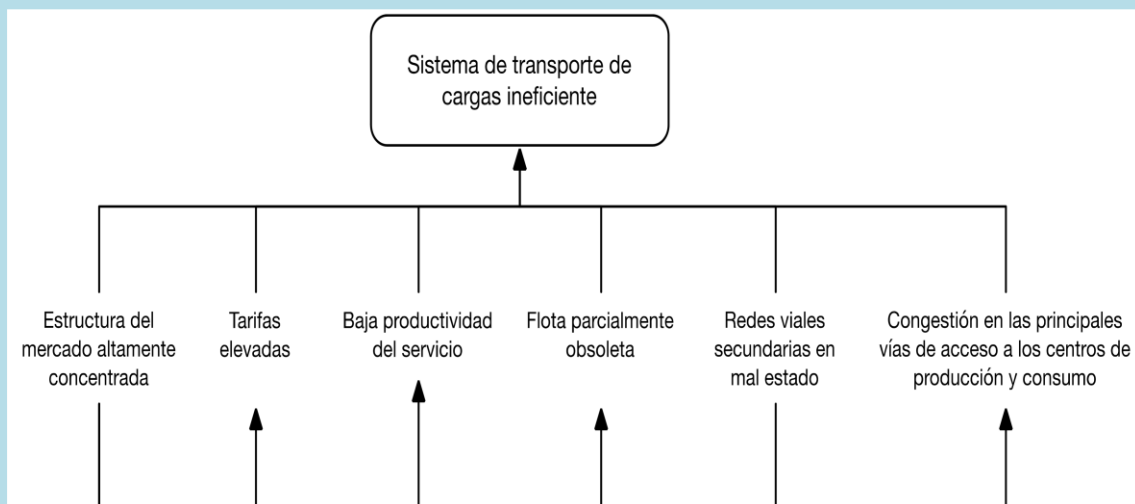 Sistema de transporte de
cargas ineficiente
Estructura del
mercado altamente
concentrada
Tarifas
elevadas
Baja productividad
del servicio
Flota parcialmente
obsoleta
Redes viales
secundarias en
mal estado
Congestión en las principales
vías de acceso a los centros de
producción y consumo